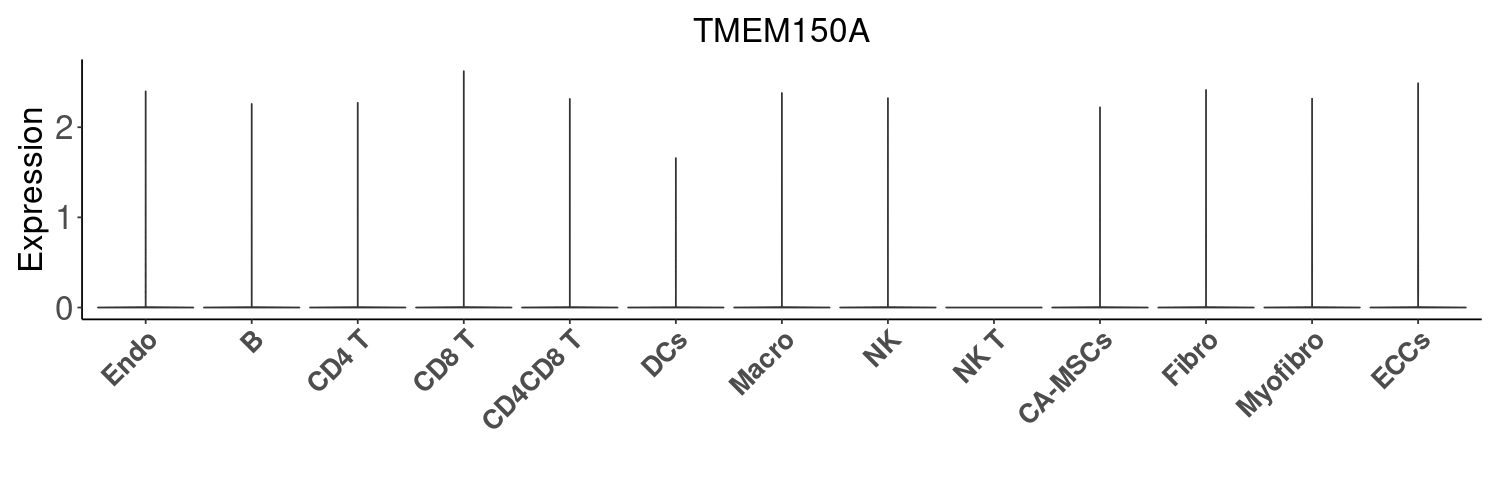 TMEM150A
Expression
2
1
0
Endo
B
CD4 T
CD8 T
CD4CD8 T
DCs
Macro
NK
NK T
CA-MSCs
Fibro
Myofibro
ECCs